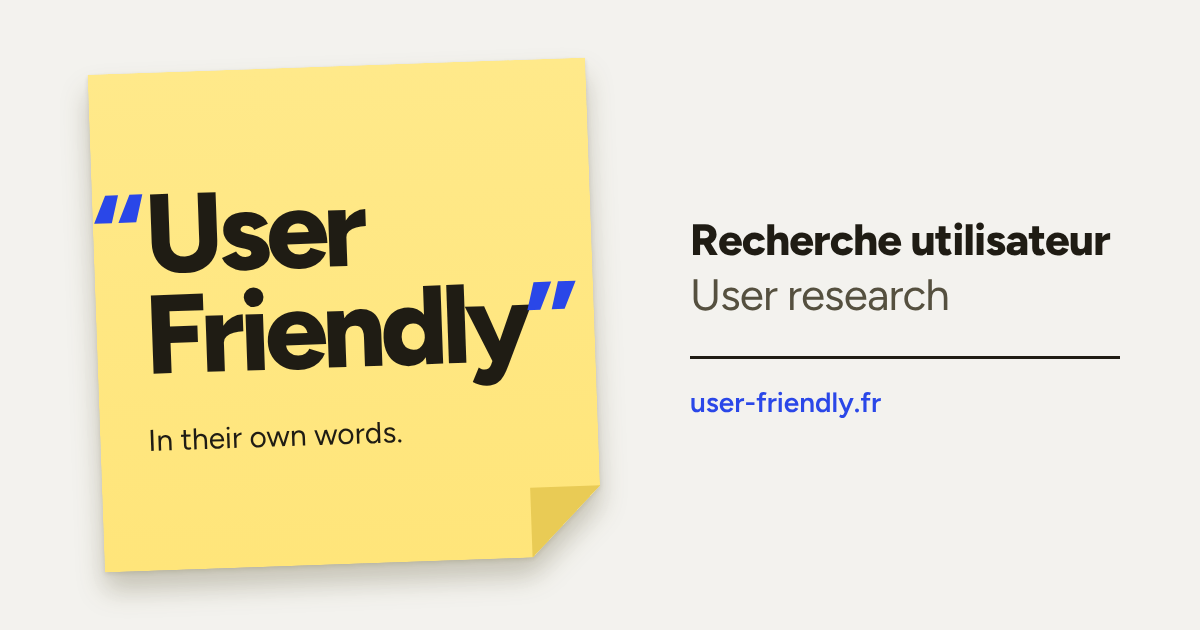 “User
Friendly”
In their own words.
Recherche utilisateur
User research
user-friendly.fr